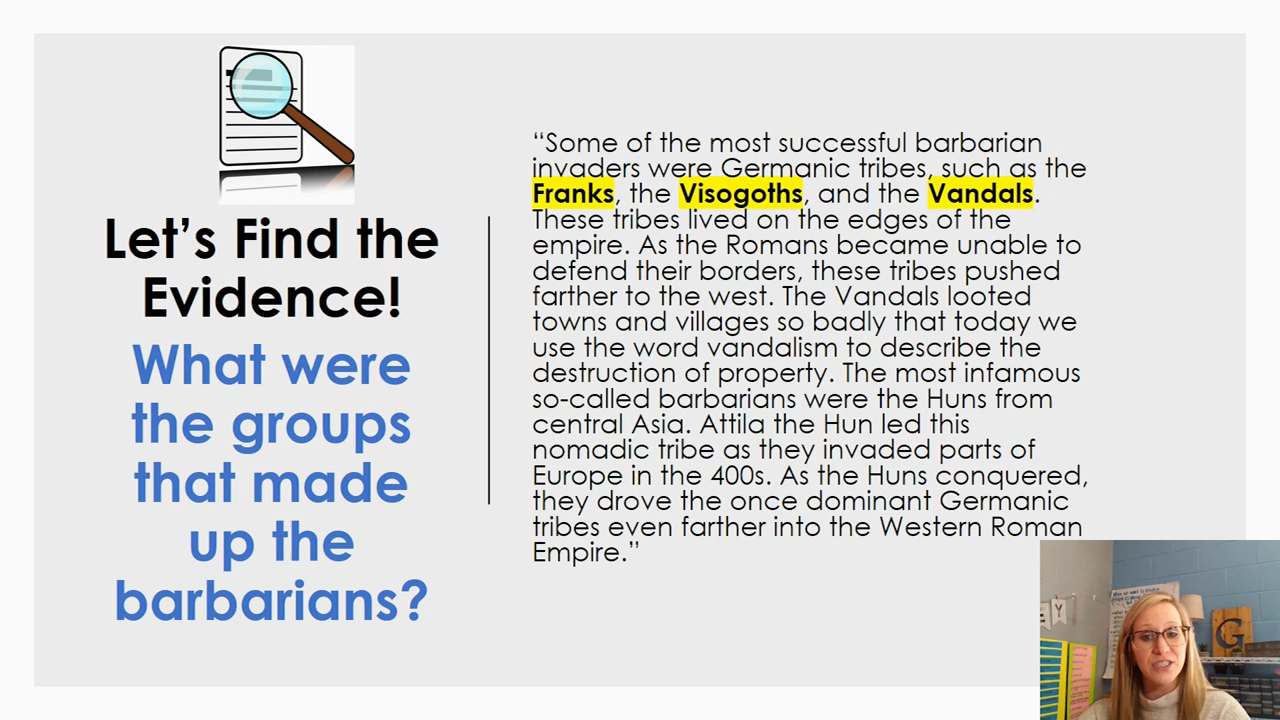 Let's Find the
Evidence!
What were
the groups
that made
up the
barbarians?
“Some of the most successful barbarian
invaders were Germanic tribes, such as the
Franks, the Visogoths, and the Vandals.
These tribes lived on the edges of the
empire. As the Romans became unable to
defend their borders, these tribes pushed
farther to the west. The Vandals looted
towns and villages so badly that today we
use the word vandalism to describe the
destruction of property. The most infamous
so-called barbarians were the Huns from
central Asia. Attila the Hun led this
nomadic tribe as they invaded parts of
Europe in the 400s. As the Huns conquered,
they drove the once dominant Germanic
tribes even farther into the Western Roman
Empire.”
G